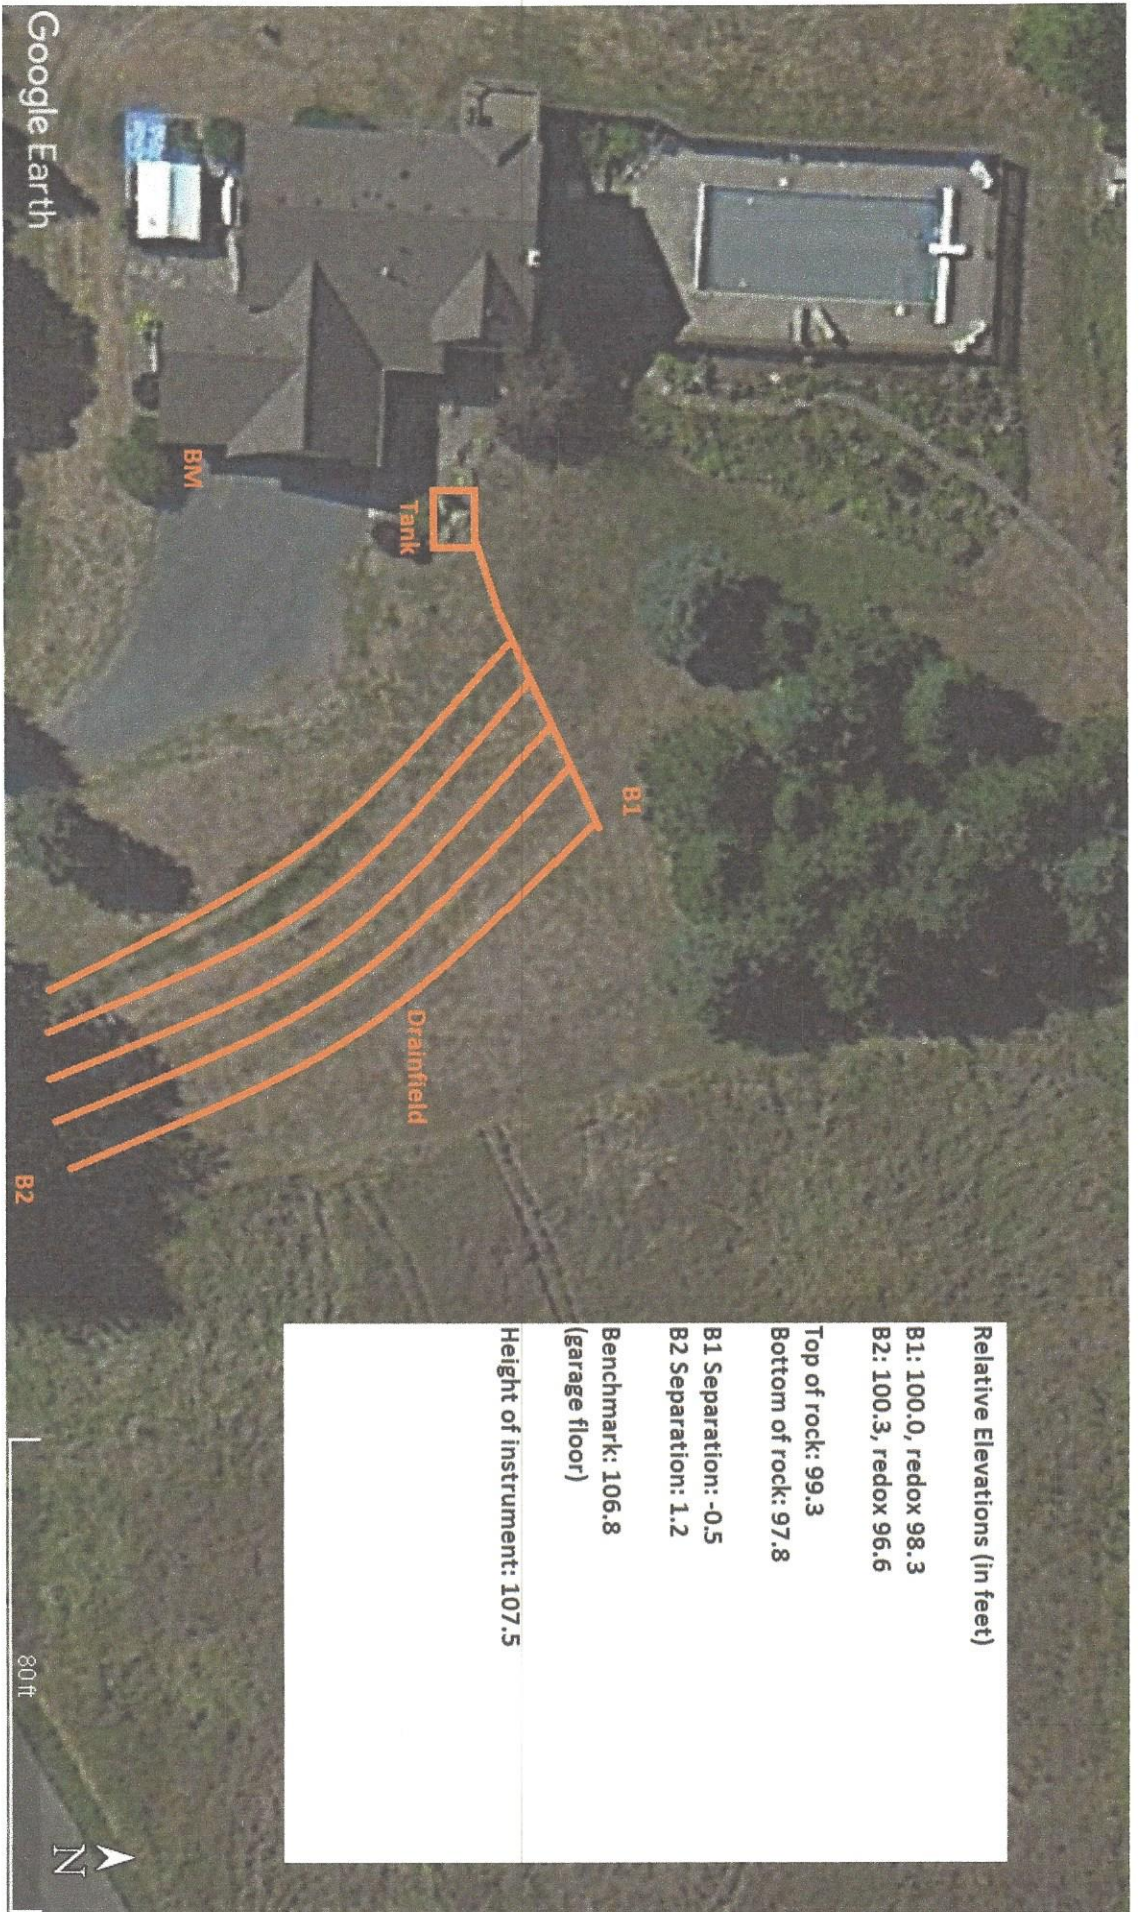 Relative Elevations (in feet)
B1: 100.0, redox 98.3
B2: 100.3, redox 96.6
Top of rock: 99.3
Bottom of rock: 97.8
B1 Separation: -0.5
B2 Separation: 1.2
Benchmark: 106.8
(garage floor)
Height of instrument: 107.5
B1
Tank
BM
Drainfield
B2
Google Earth
80 ft
N